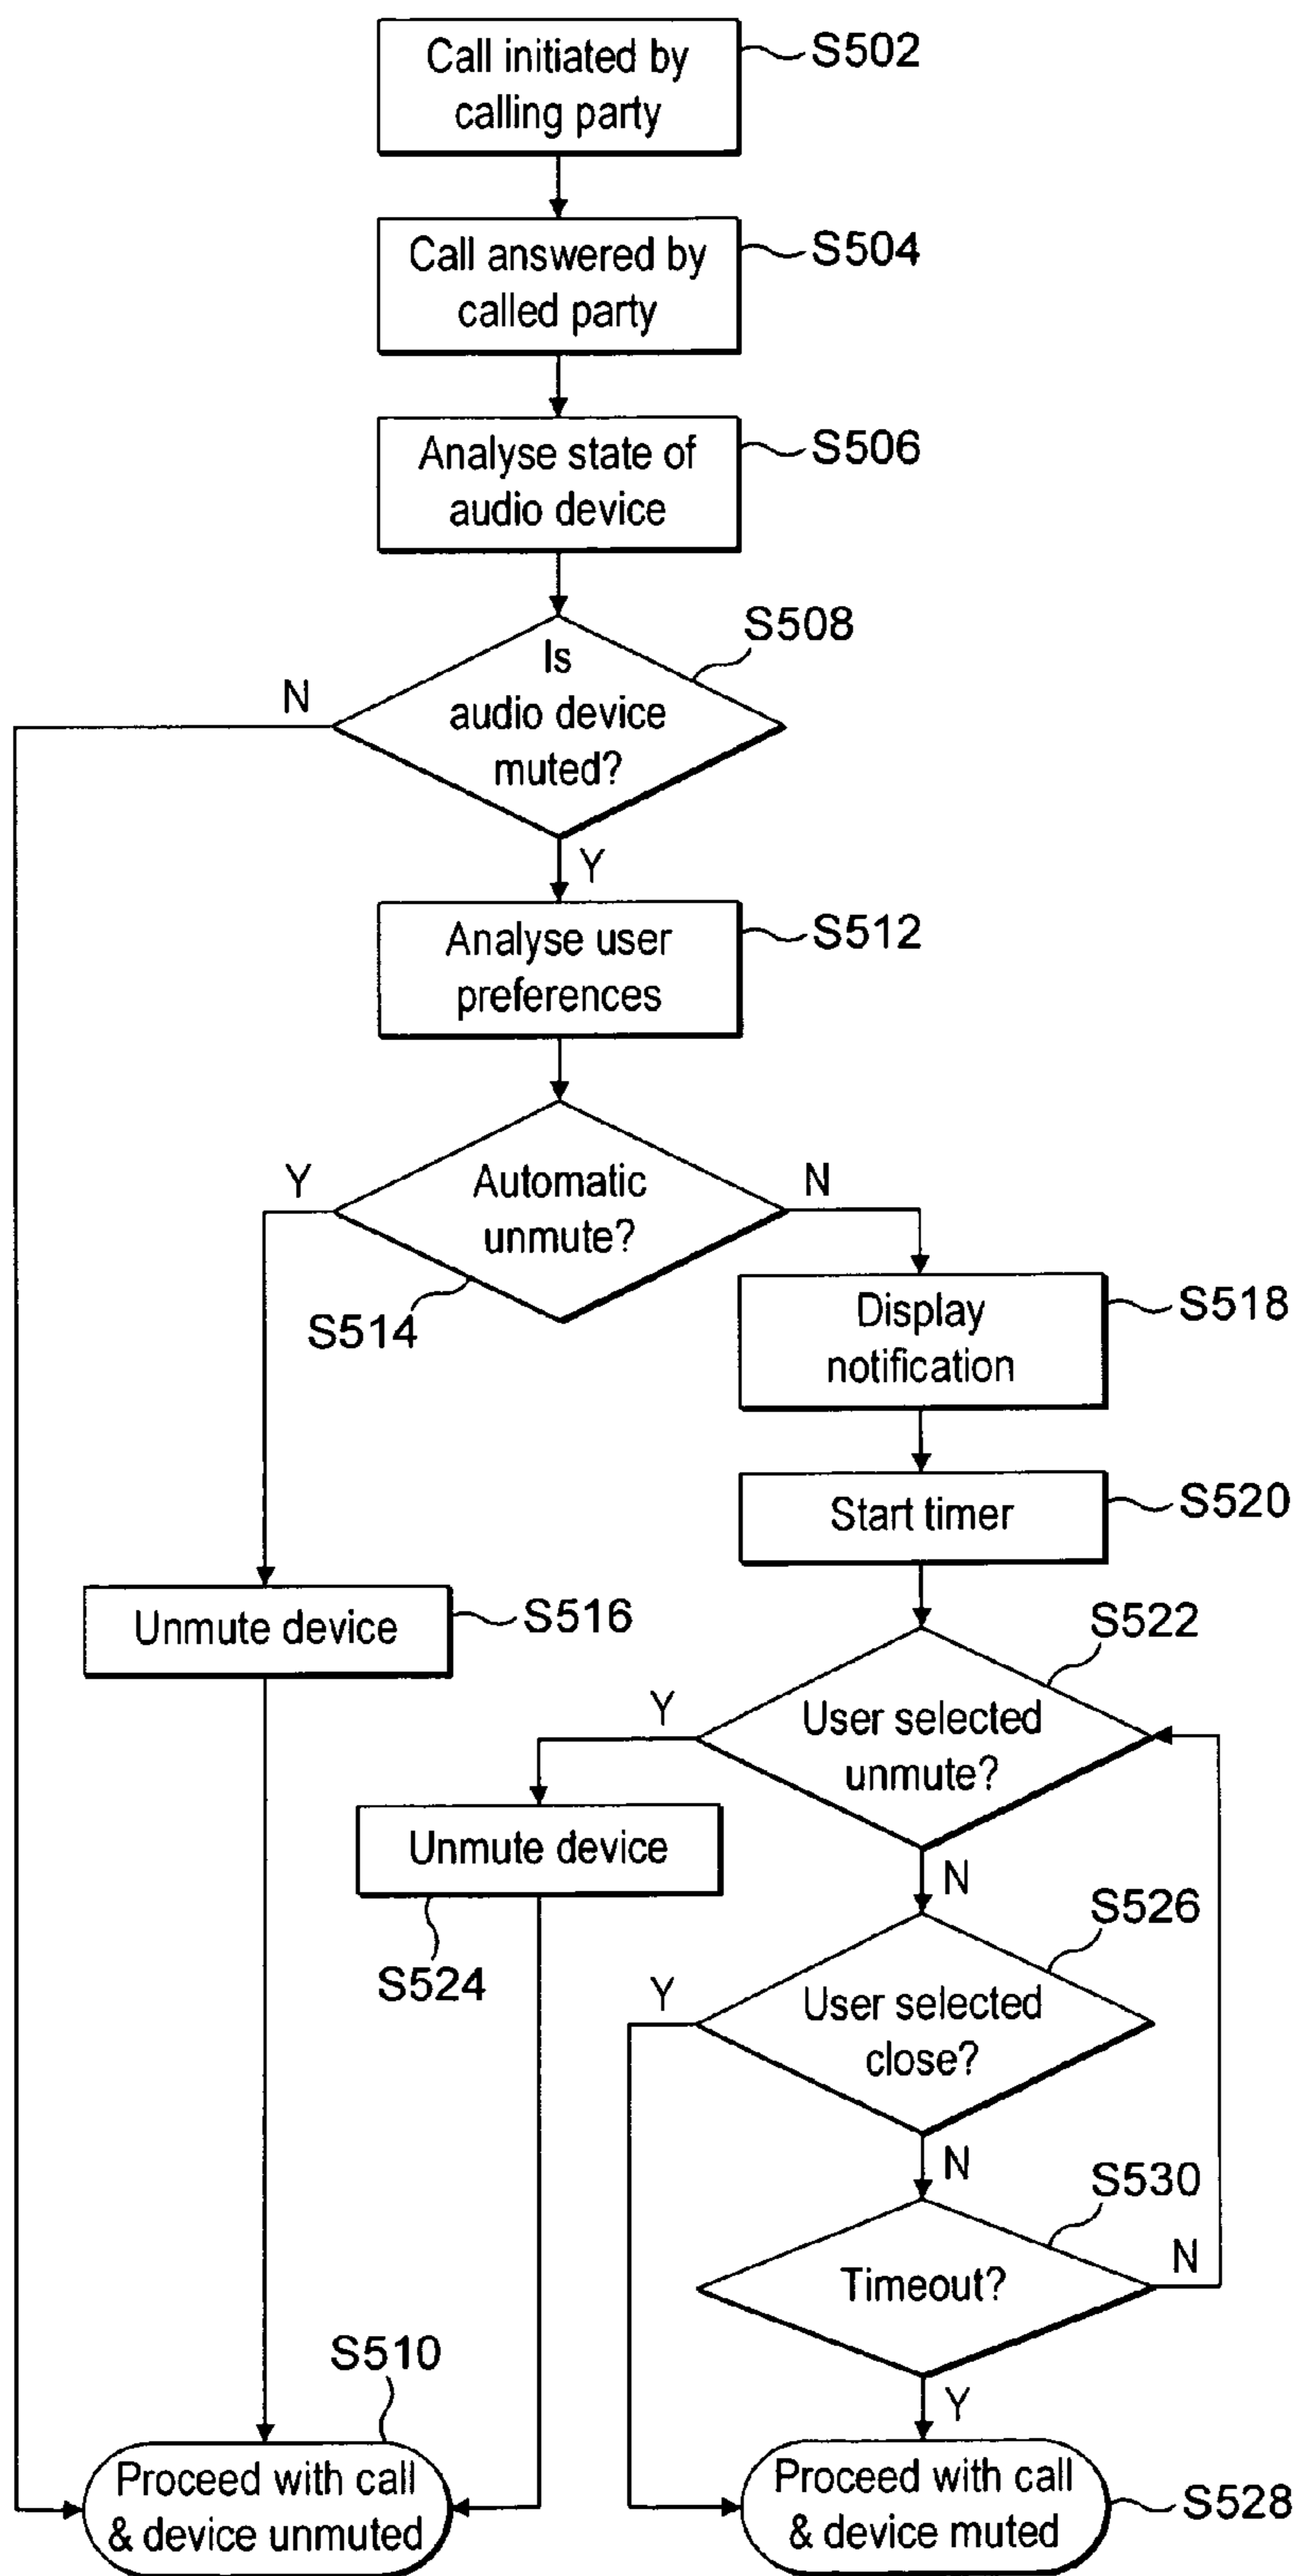 Call initiated by
calling party
S502
Call answered by
called party
S504
Analyse state of
audio device
S506
S508
Is
audio device
muted?
N
Y
Analyse user
preferences
S512
Automatic
unmute?
Y
N
S514
Display
notification
S518
Start timer
S520
Unmute device
S516
S522
User selected
unmute?
Y
N
Unmute device
S524
S526
User selected
close?
Y
N
S530
Timeout?
N
Y
S510
Proceed with call
& device unmuted
Proceed with call
& device muted
S528